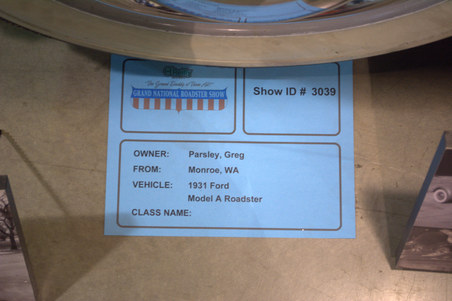 GRAND NATIONAL ROADSTER SHOW
Show ID # 3039
OWNER: Parsley, Greg
FROM: Monroe, WA
VEHICLE: 1931 Ford
Model A Roadster
CLASS NAME: